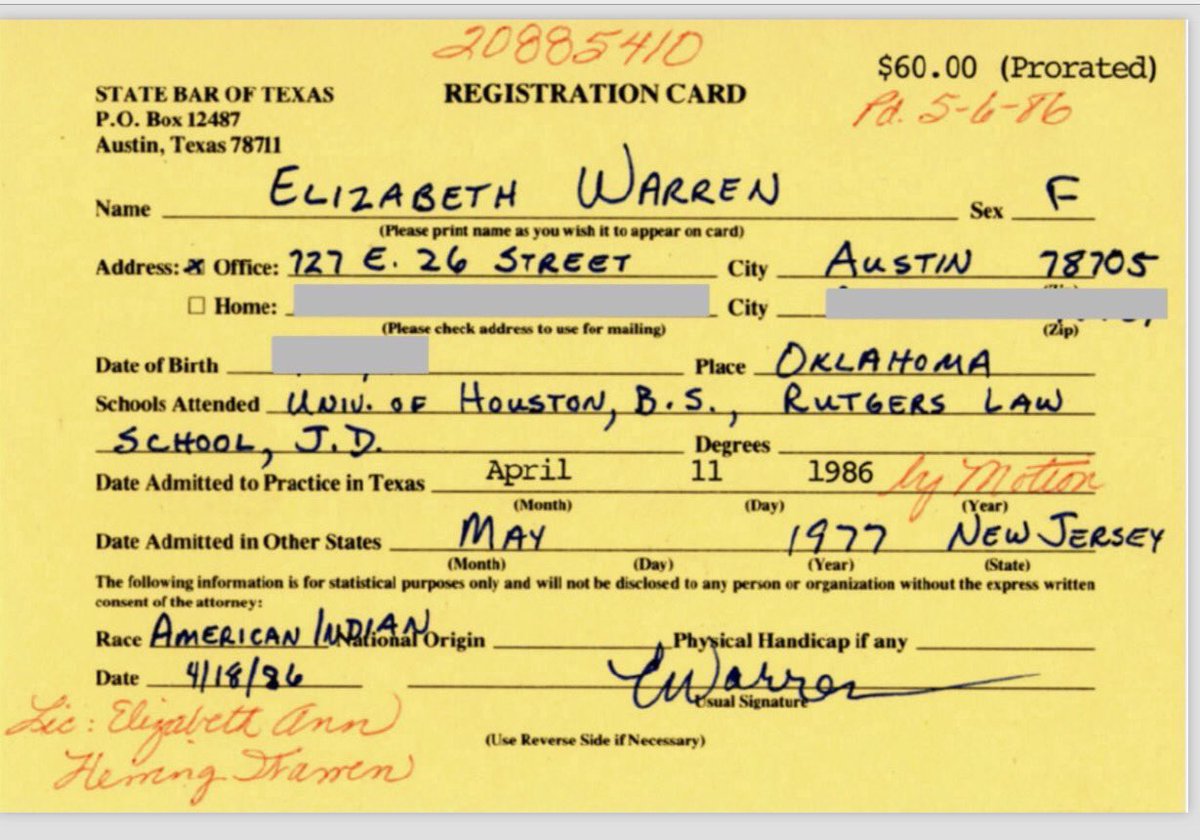 20885410
$60.00 (Prorated)
STATE BAR OF TEXAS REGISTRATION CARD
Pd. 5-6-86
P.O. Box 12487
Austin, Texas 78711
Name ELIZABETH WARREN Sex F
(Please print name as you wish it to appear on card)
Address: x Office: 727 E. 26 STREET City AUSTIN 78705
☐ Home: City
(Please check address to use for mailing) (Zip)
Date of Birth Place OKLAHOMA
Schools Attended UNIV. OF HOUSTON, B.S., RUTGERS LAW
SCHOOL, J.D. Degrees
Date Admitted to Practice in Texas April 11 1986 by Motion
(Month) (Day) (Year)
Date Admitted in Other States MAY 1977 NEW JERSEY
(Month) (Day) (Year) (State)
The following information is for statistical purposes only and will not be disclosed to any person or organization without the express written
consent of the attorney:
Race AMERICAN INDIAN National Origin Physical Handicap if any
Date 4/18/86 EWarren
Usual Signature
Lic: Elizabeth Ann
Herring Warren
(Use Reverse Side if Necessary)